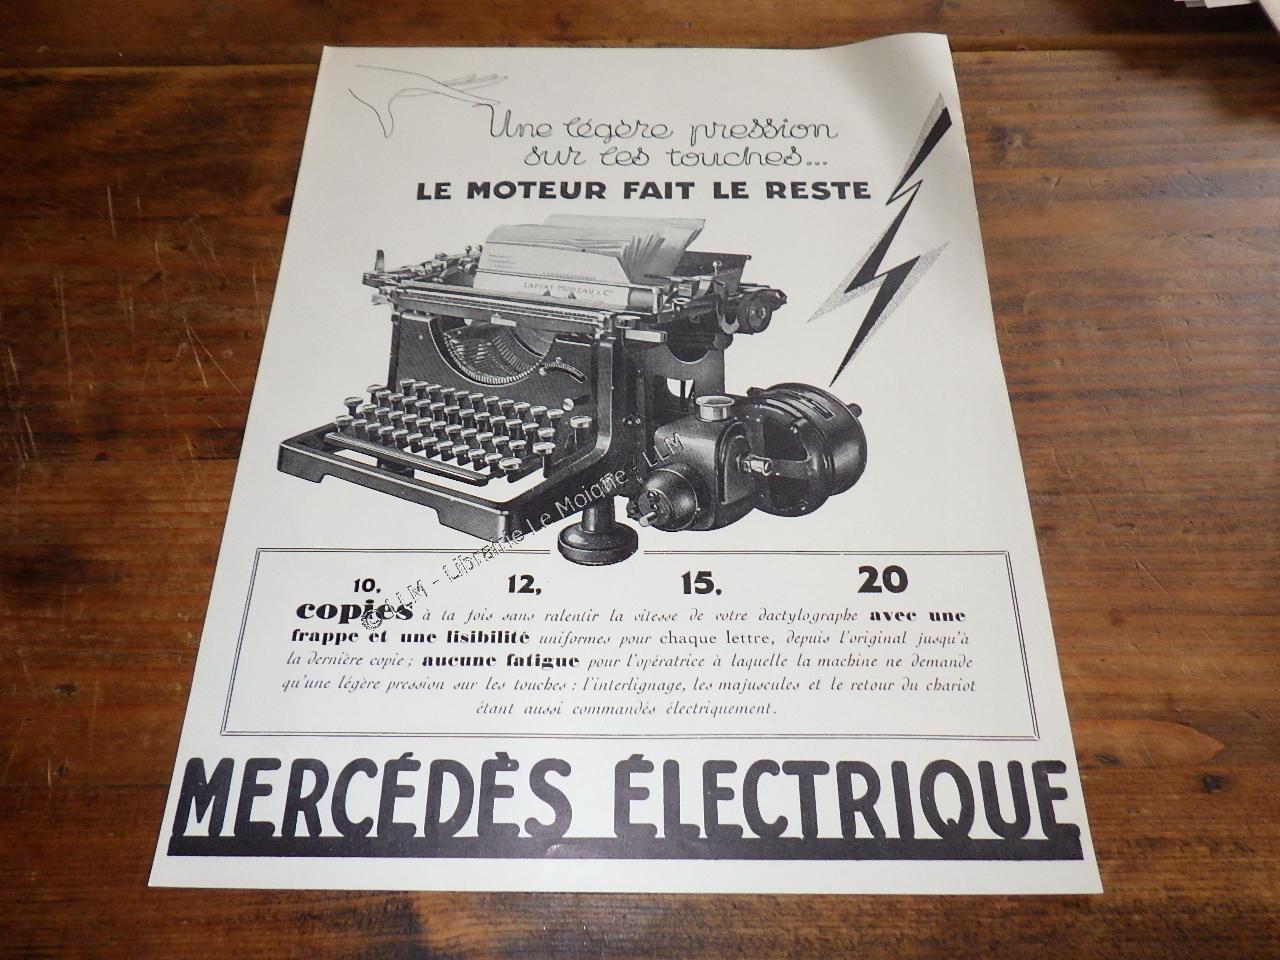 Une légère pression
sur les touches...
LE MOTEUR FAIT LE RESTE
LAFFAY, MOREAU & Cie
© LLM - Librairie Le Moigne - LLM
10, 12, 15, 20
copies à la fois sans ralentir la vitesse de votre dactylographe avec une
frappe et une lisibilité uniformes pour chaque lettre, depuis l'original jusqu'à
la dernière copie ; aucune fatigue pour l'opératrice à laquelle la machine ne demande
qu'une légère pression sur les touches : l'interlignage, les majuscules et le retour du chariot
étant aussi commandés électriquement.
MERCÉDÈS ÉLECTRIQUE